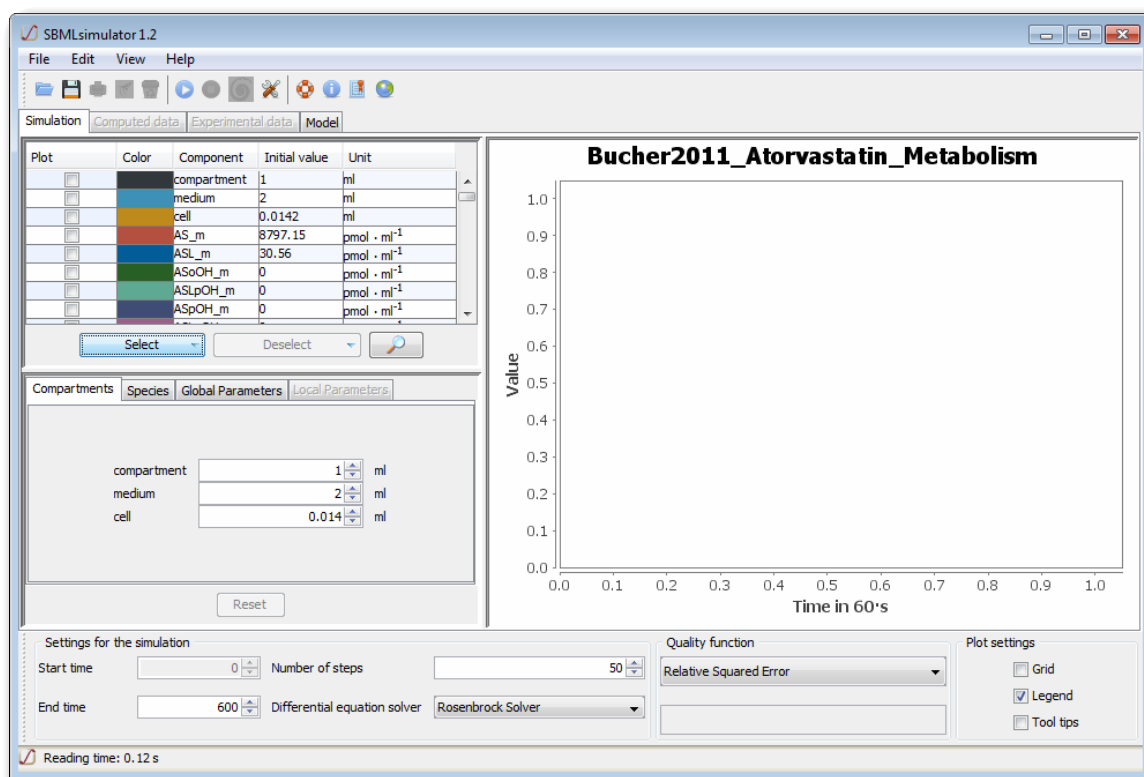 SBMLsimulator 1.2
File Edit View Help
Simulation Computed data Experimental data Model
Plot Color Component Initial value Unit
compartment 1 ml
medium 2 ml
cell 0.0142 ml
AS_m 8797.15 pmol · ml⁻¹
ASL_m 30.56 pmol · ml⁻¹
ASoOH_m 0 pmol · ml⁻¹
ASLpOH_m 0 pmol · ml⁻¹
ASpOH_m 0 pmol · ml⁻¹
Select Deselect
Compartments Species Global Parameters Local Parameters
compartment 1 ml
medium 2 ml
cell 0.014 ml
Reset
Bucher2011_Atorvastatin_Metabolism
Value
1.0
0.9
0.8
0.7
0.6
0.5
0.4
0.3
0.2
0.1
0.0
0.0 0.1 0.2 0.3 0.4 0.5 0.6 0.7 0.8 0.9 1.0
Time in 60's
Settings for the simulation
Start time 0 Number of steps 50
End time 600 Differential equation solver Rosenbrock Solver
Quality function
Relative Squared Error
Plot settings
Grid
Legend
Tool tips
Reading time: 0.12 s